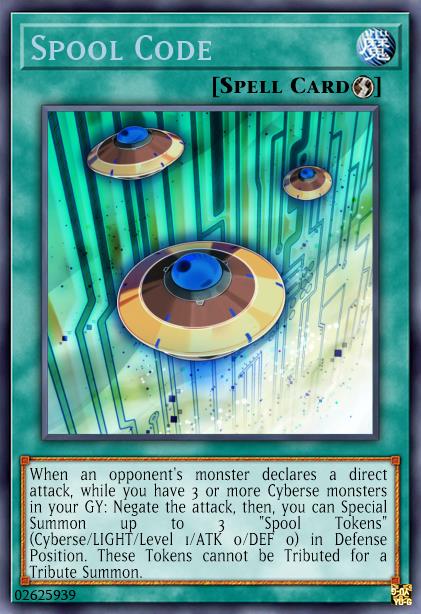 Spool Code
魔
[Spell Card]
When an opponent's monster declares a direct
attack, while you have 3 or more Cyberse monsters
in your GY: Negate the attack, then, you can Special
Summon up to 3 "Spool Tokens"
(Cyberse/LIGHT/Level 1/ATK 0/DEF 0) in Defense
Position. These Tokens cannot be Tributed for a
Tribute Summon.
02625939